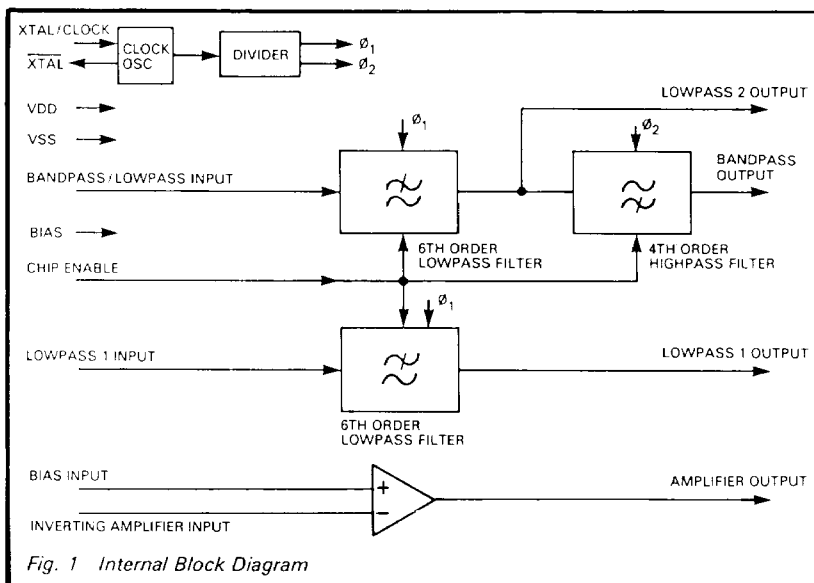 XTAL/CLOCK
XTAL
CLOCK
OSC
DIVIDER
Ø1
Ø2
VDD
VSS
LOWPASS 2 OUTPUT
Ø1
Ø2
BANDPASS/LOWPASS INPUT
BANDPASS
OUTPUT
BIAS
6TH ORDER
LOWPASS FILTER
4TH ORDER
HIGHPASS FILTER
CHIP ENABLE
Ø1
LOWPASS 1 INPUT
LOWPASS 1 OUTPUT
6TH ORDER
LOWPASS FILTER
BIAS INPUT
+
−
AMPLIFIER OUTPUT
INVERTING AMPLIFIER INPUT
Fig. 1 Internal Block Diagram